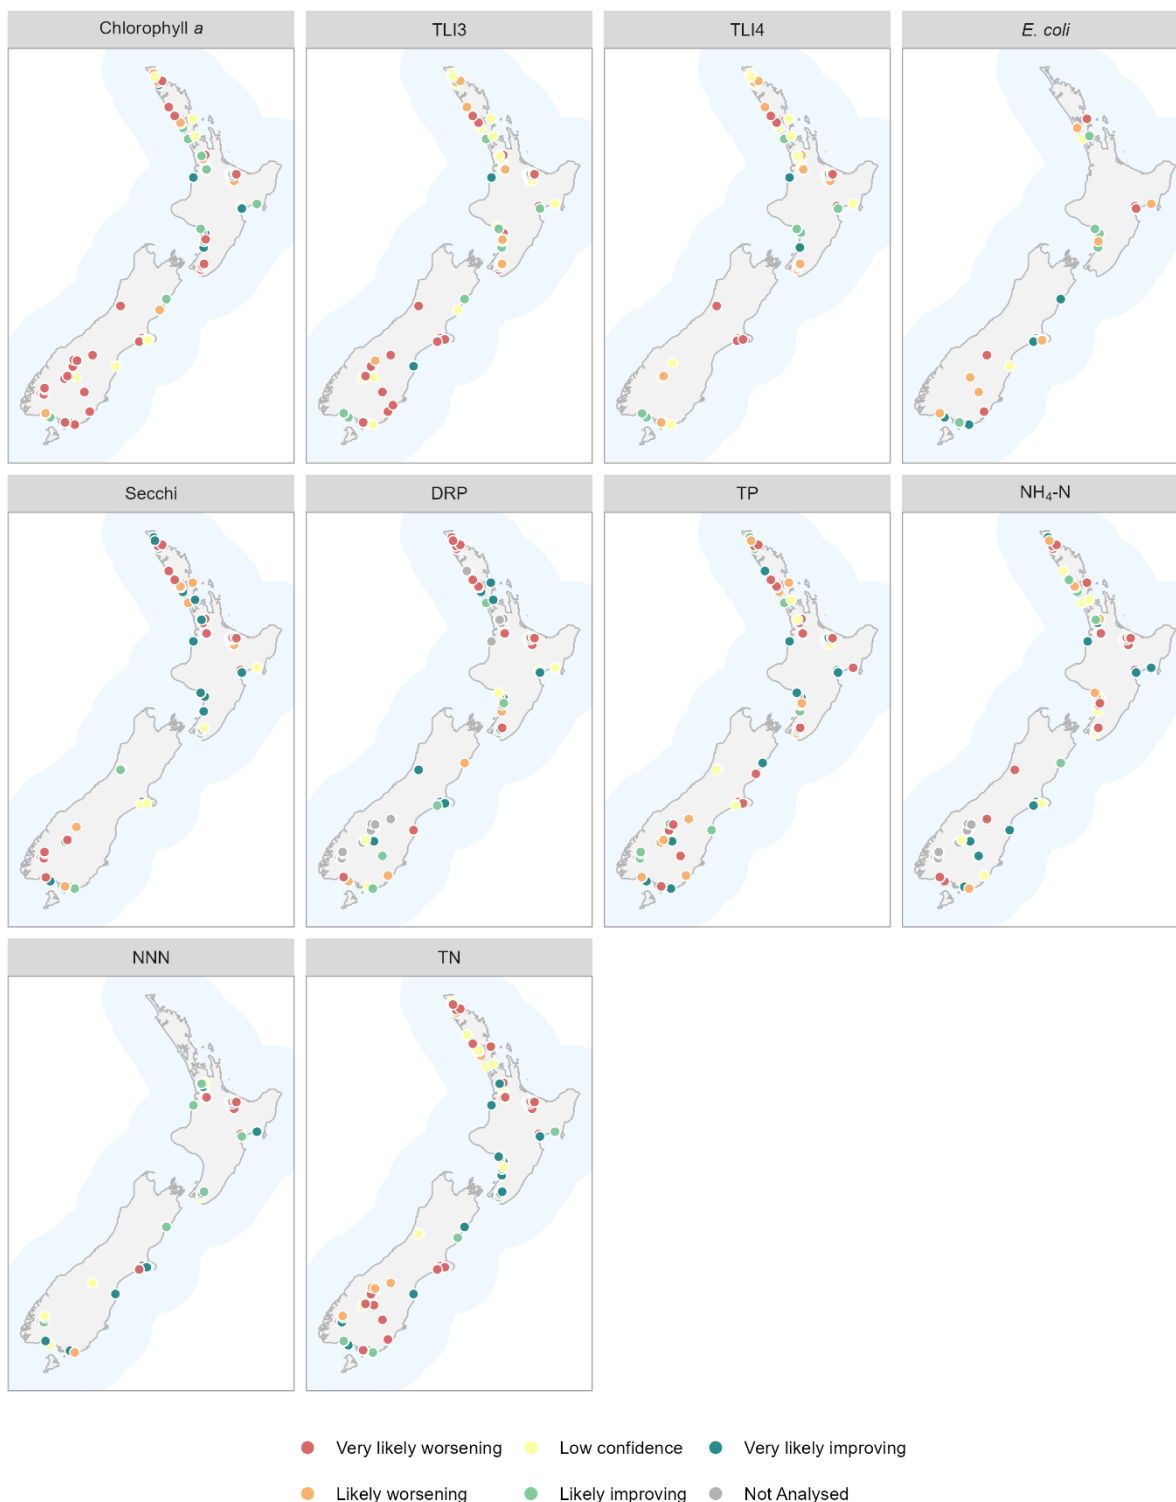 Chlorophyll a
TLI3
TLI4
E. coli
Secchi
DRP
TP
NH₄-N
NNN
TN
Very likely worsening
Low confidence
Very likely improving
Likely worsening
Likely improving
Not Analysed